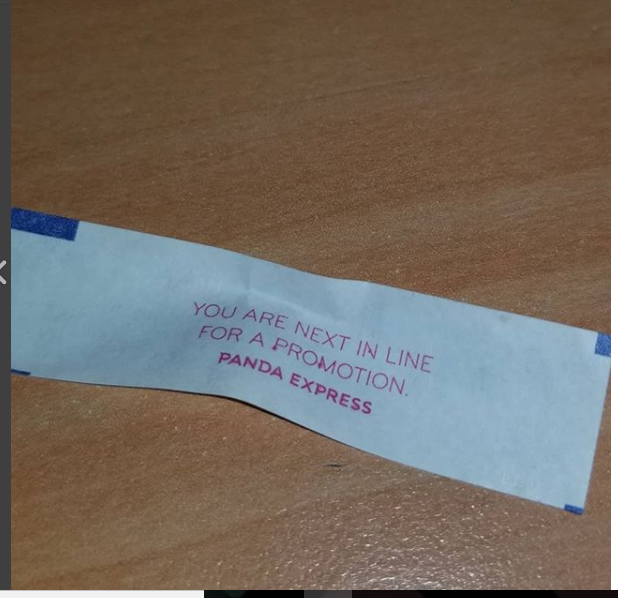 YOU ARE NEXT IN LINE
FOR A PROMOTION.
PANDA EXPRESS